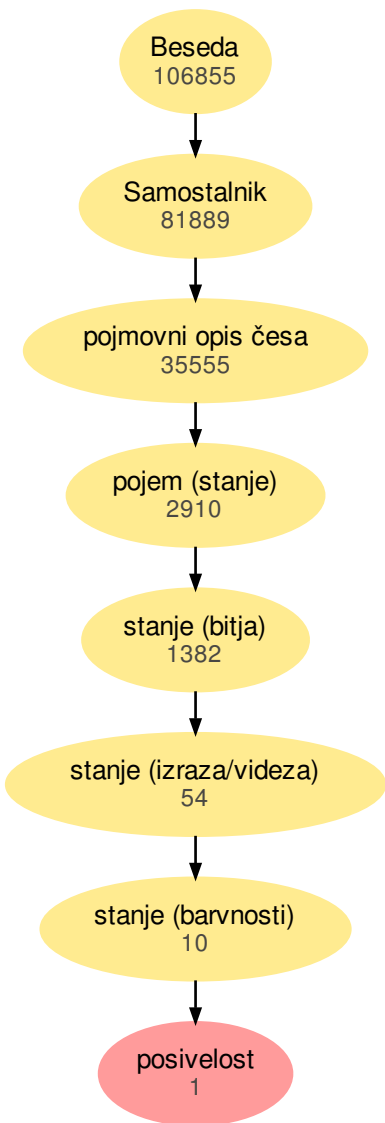 Beseda
106855
Samostalnik
81889
pojmovni opis česa
35555
pojem (stanje)
2910
stanje (bitja)
1382
stanje (izraza/videza)
54
stanje (barvnosti)
10
posivelost
1